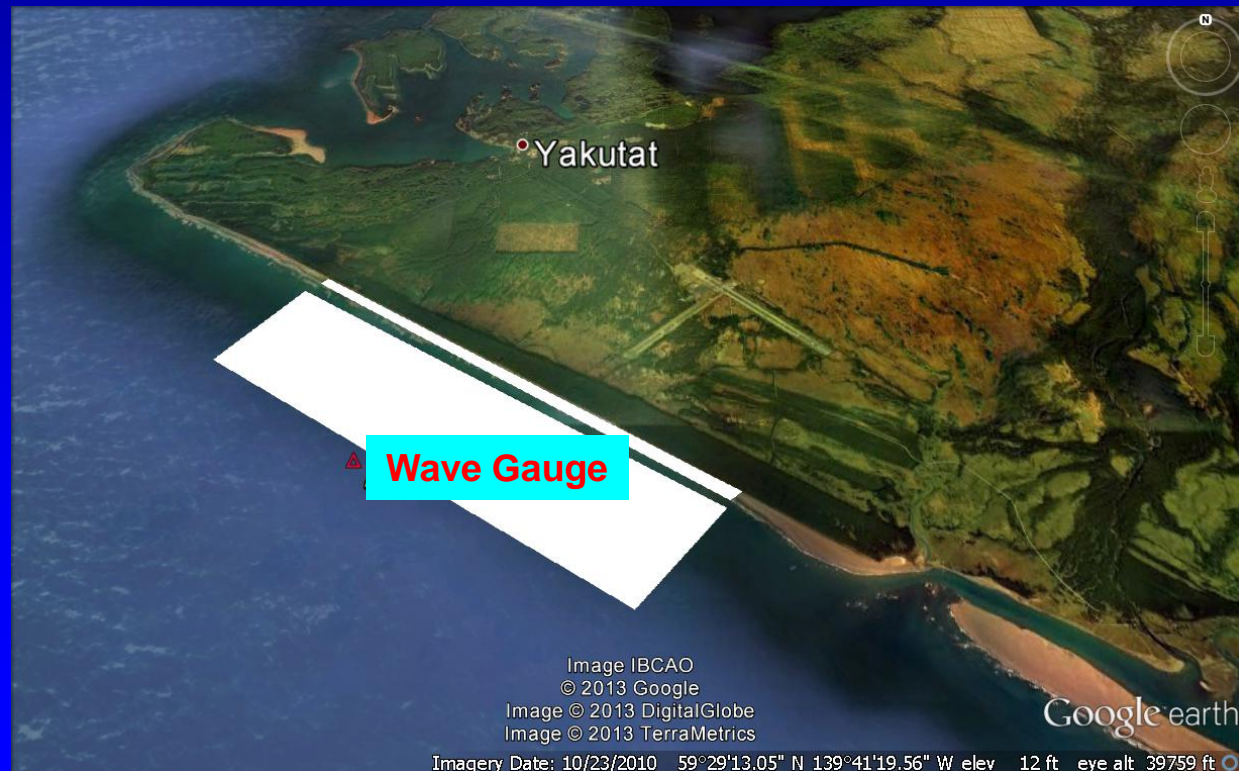 N
Yakutat
Wave Gauge
Image IBCAO
© 2013 Google
Image © 2013 DigitalGlobe
Image © 2013 TerraMetrics
Google earth
Imagery Date: 10/23/2010 59°29'13.05" N 139°41'19.56" W elev 12 ft eye alt 39759 ft